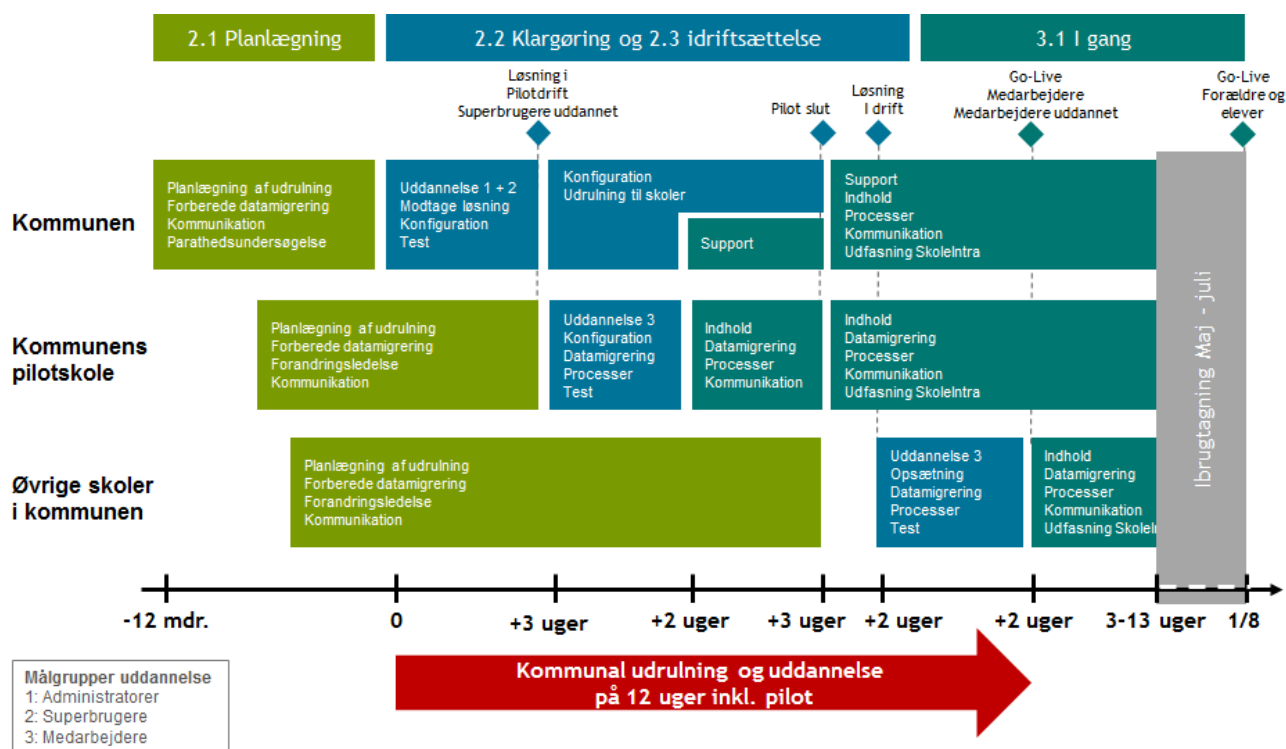 2.1 Planlægning
2.2 Klargøring og 2.3 idriftsættelse
3.1 I gang
Løsning i
Pilotdrift
Superbrugere uddannet
Pilot slut
Løsning
I drift
Go-Live
Medarbejdere
Medarbejdere uddannet
Go-Live
Forældre og
elever
Kommunen
Planlægning af udrulning
Forberede datamigrering
Kommunikation
Parathedsundersøgelse
Uddannelse 1 + 2
Modtage løsning
Konfiguration
Test
Konfiguration
Udrulning til skoler
Support
Support
Indhold
Processer
Kommunikation
Udfasning SkoleIntra
Kommunens
pilotskole
Planlægning af udrulning
Forberede datamigrering
Forandringsledelse
Kommunikation
Uddannelse 3
Konfiguration
Datamigrering
Processer
Test
Indhold
Datamigrering
Processer
Kommunikation
Indhold
Datamigrering
Processer
Kommunikation
Udfasning SkoleIntra
Øvrige skoler
i kommunen
Planlægning af udrulning
Forberede datamigrering
Forandringsledelse
Kommunikation
Uddannelse 3
Opsætning
Datamigrering
Processer
Test
Indhold
Datamigrering
Processer
Kommunikation
Udfasning
Ibrugtagning Maj - juli
-12 mdr.
0
+3 uger
+2 uger
+3 uger
+2 uger
+2 uger
3-13 uger
1/8
Kommunal udrulning og uddannelse
på 12 uger inkl. pilot
Målgrupper uddannelse
1: Administratorer
2: Superbrugere
3: Medarbejdere